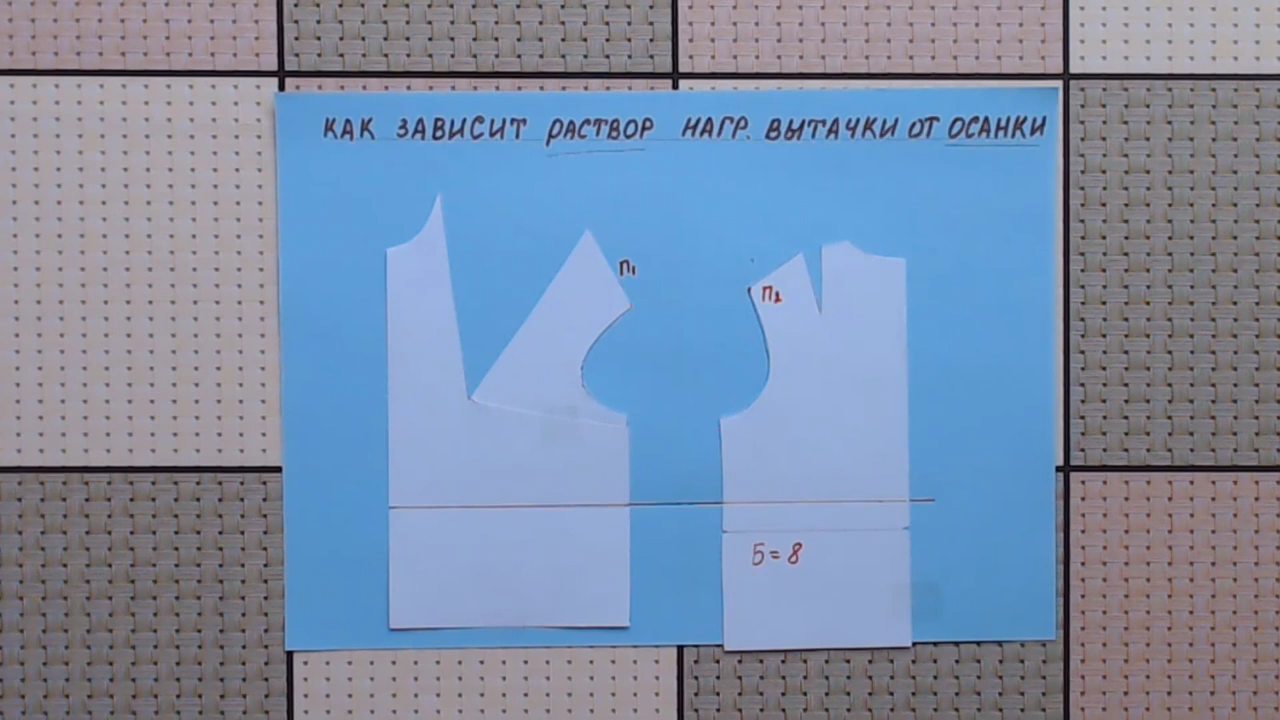 КАК ЗАВИСИТ РАСТВОР НАГР. ВЫТАЧКИ ОТ ОСАНКИ
П1
П2
Б=8